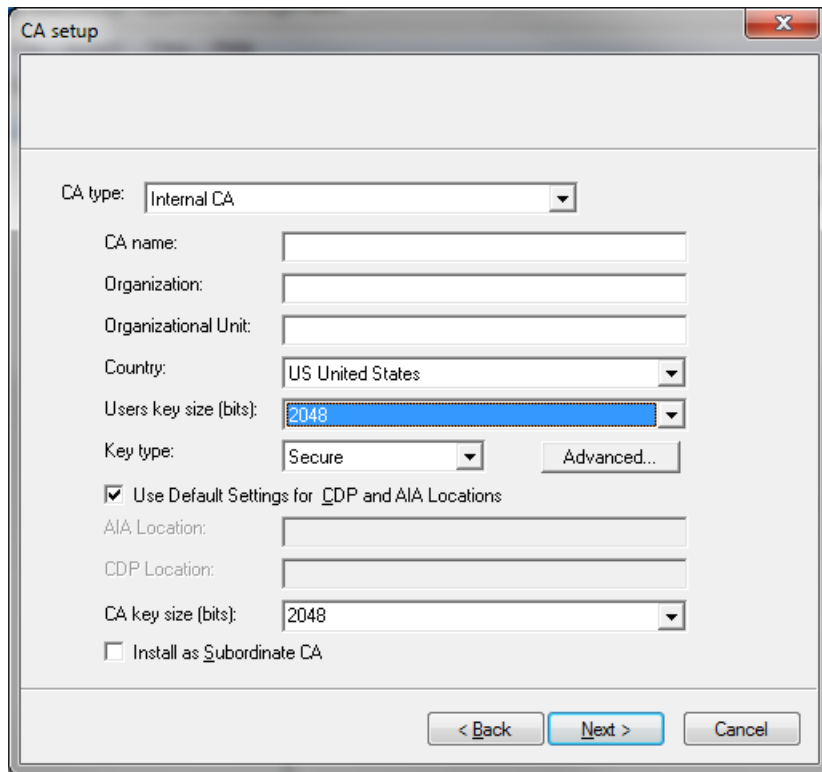 CA setup
CA type: Internal CA
CA name:
Organization:
Organizational Unit:
Country: US United States
Users key size (bits): 2048
Key type: Secure Advanced...
Use Default Settings for CDP and AIA Locations
AIA Location:
CDP Location:
CA key size (bits): 2048
Install as Subordinate CA
< Back Next > Cancel